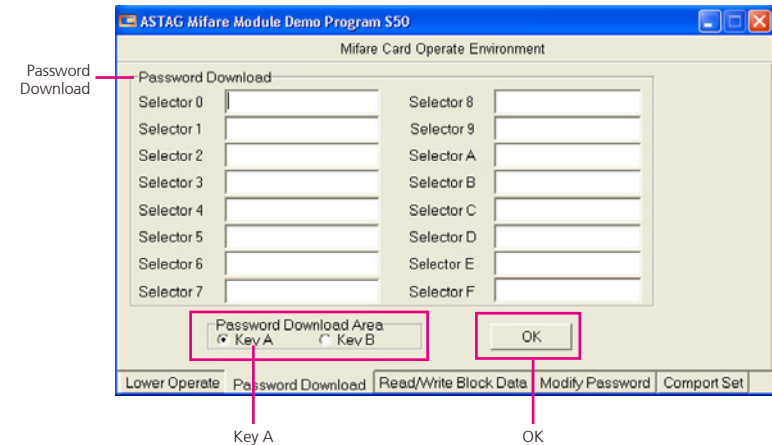 ASTAG Mifare Module Demo Program S50
Mifare Card Operate Environment
Password
Download
Password Download
Selector 0
Selector 8
Selector 1
Selector 9
Selector 2
Selector A
Selector 3
Selector B
Selector 4
Selector C
Selector 5
Selector D
Selector 6
Selector E
Selector 7
Selector F
Password Download Area
Key A
Key B
OK
Lower Operate
Password Download
Read/Write Block Data
Modify Password
Comport Set
Key A
OK